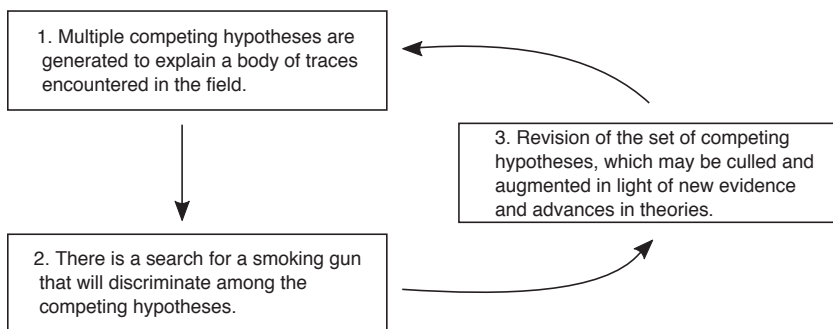 1. Multiple competing hypotheses are
generated to explain a body of traces
encountered in the field.
2. There is a search for a smoking gun
that will discriminate among the
competing hypotheses.
3. Revision of the set of competing
hypotheses, which may be culled and
augmented in light of new evidence
and advances in theories.